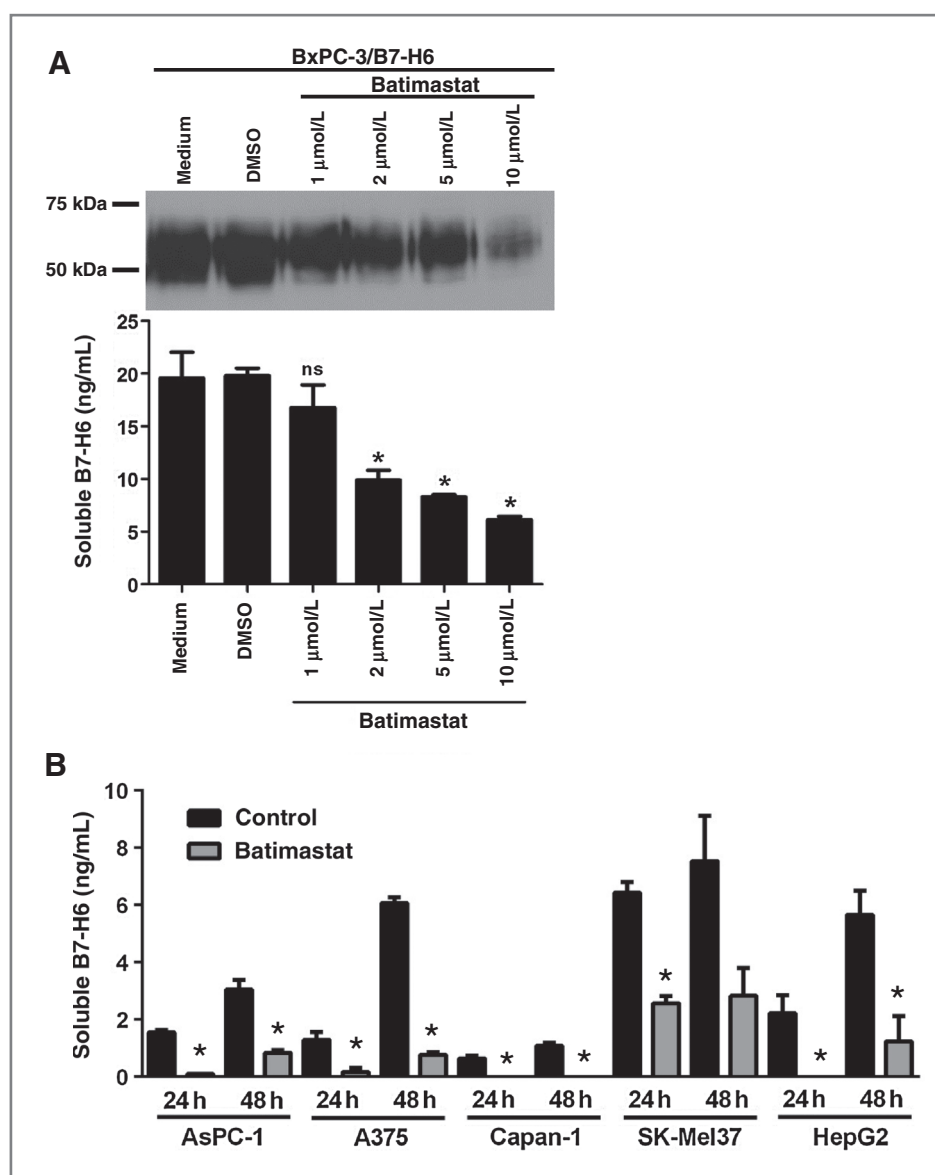 A
BxPC-3/B7-H6
Batimastat
Medium
DMSO
1 µmol/L
2 µmol/L
5 µmol/L
10 µmol/L
75 kDa
50 kDa
Soluble B7-H6 (ng/mL)
25
20
15
10
5
0
ns
*
*
*
Medium
DMSO
1 µmol/L
2 µmol/L
5 µmol/L
10 µmol/L
Batimastat
B
Soluble B7-H6 (ng/mL)
10
8
6
4
2
0
Control
Batimastat
* * * * * * * * *
24 h 48 h 24 h 48 h 24 h 48 h 24 h 48 h 24 h 48 h
AsPC-1 A375 Capan-1 SK-Mel37 HepG2